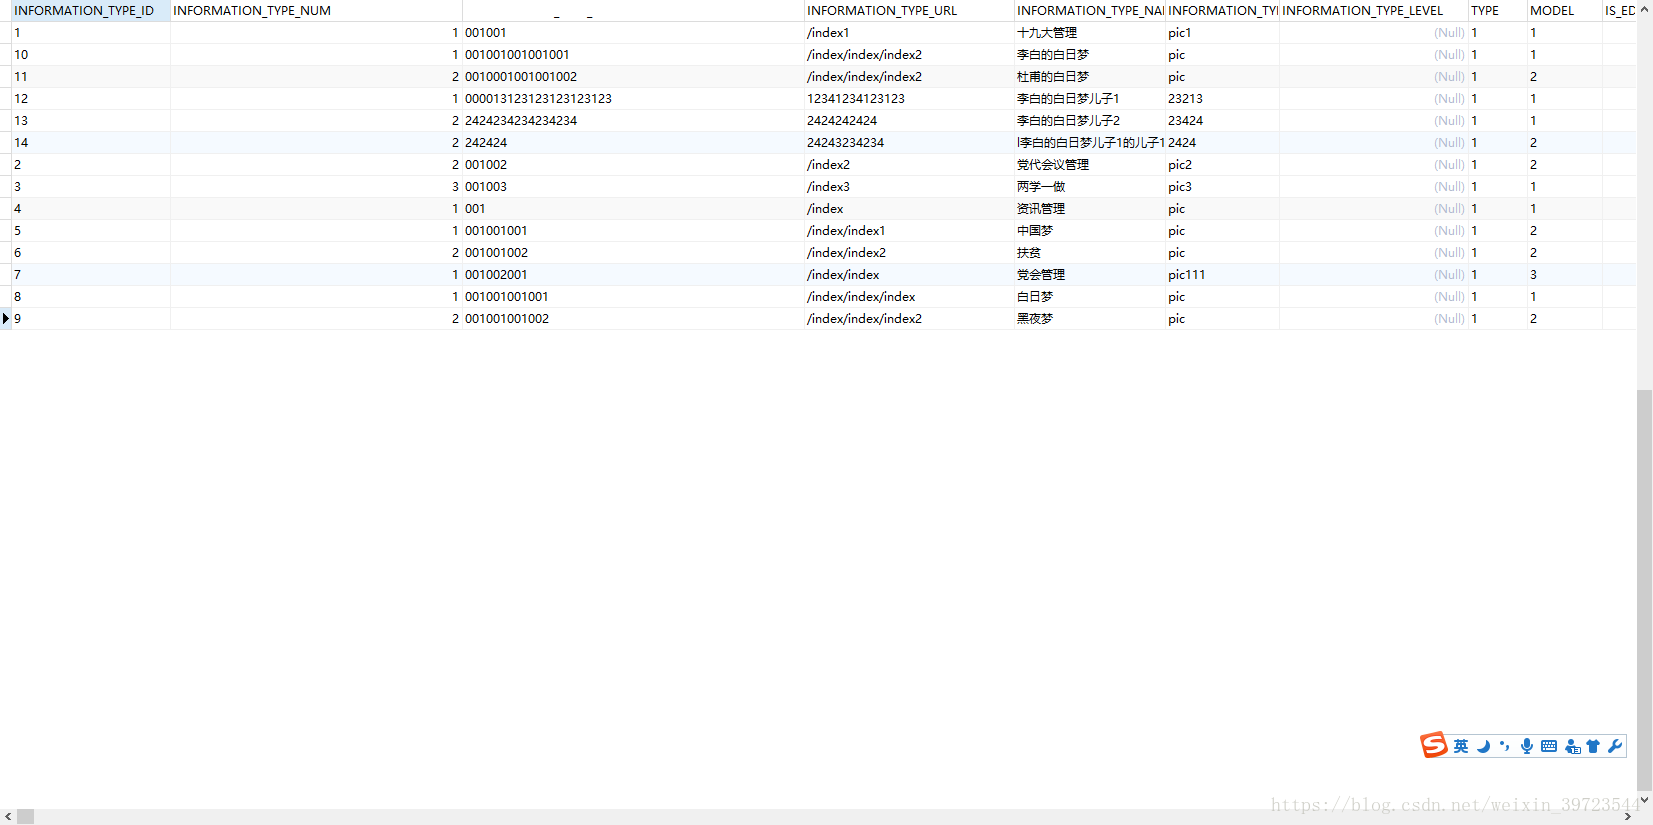 INFORMATION_TYPE_ID INFORMATION_TYPE_NUM _ _ INFORMATION_TYPE_URL INFORMATION_TYPE_NA INFORMATION_TY INFORMATION_TYPE_LEVEL TYPE MODEL IS_ED
1 1 001001 /index1 十九大管理 pic1 (Null) 1 1
10 1 001001001001001 /index/index/index2 李白的白日梦 pic (Null) 1 1
11 2 0010001001001002 /index/index/index2 杜甫的白日梦 pic (Null) 1 2
12 1 000013123123123123123 12341234123123 李白的白日梦儿子1 23213 (Null) 1 1
13 2 2424234234234234 2424242424 李白的白日梦儿子2 23424 (Null) 1 1
14 2 242424 24243234234 l李白的白日梦儿子1的儿子1 2424 (Null) 1 2
2 2 001002 /index2 党代会议管理 pic2 (Null) 1 2
3 3 001003 /index3 两学一做 pic3 (Null) 1 1
4 1 001 /index 资讯管理 pic (Null) 1 1
5 1 001001001 /index/index1 中国梦 pic (Null) 1 2
6 2 001001002 /index/index2 扶贫 pic (Null) 1 2
7 1 001002001 /index/index 党会管理 pic111 (Null) 1 3
8 1 001001001001 /index/index/index 白日梦 pic (Null) 1 1
9 2 001001001002 /index/index/index2 黑夜梦 pic (Null) 1 2
S 英
https://blog.csdn.net/weixin_39723544